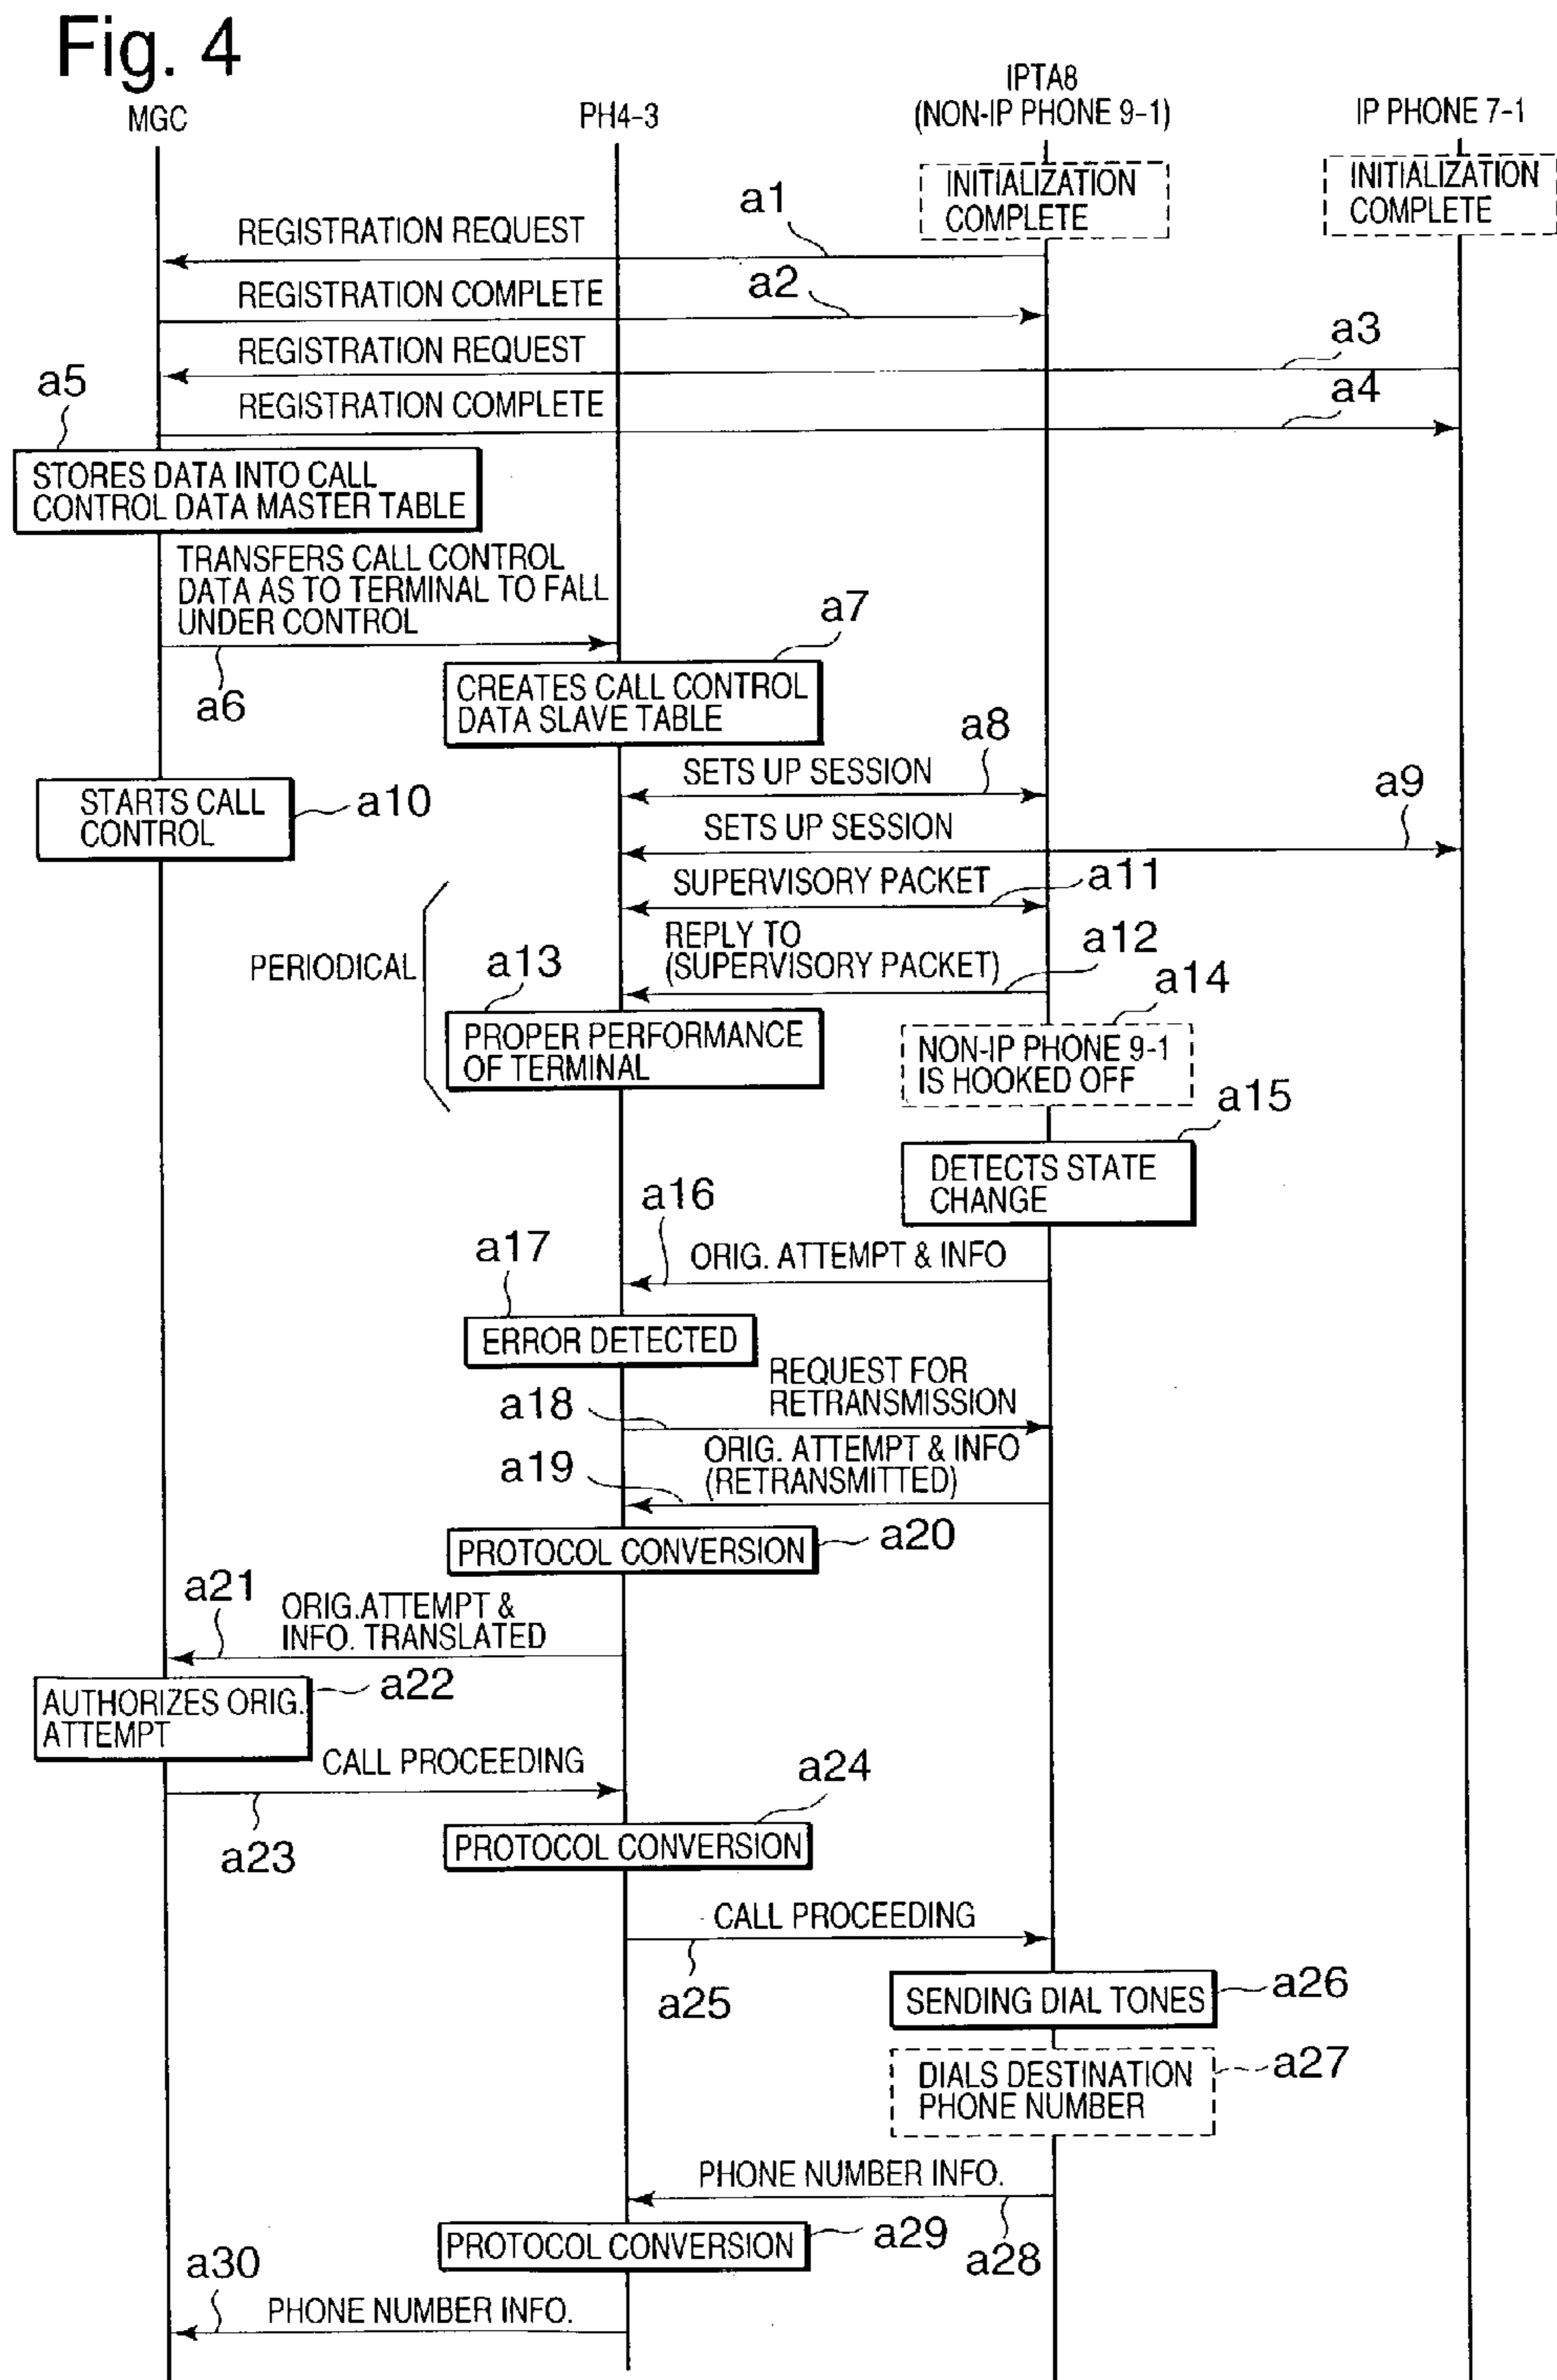 Fig. 4
MGC
PH4-3
IPTA8
(NON-IP PHONE 9-1)
IP PHONE 7-1
INITIALIZATION
COMPLETE
INITIALIZATION
COMPLETE
a1
REGISTRATION REQUEST
a2
REGISTRATION COMPLETE
a3
REGISTRATION REQUEST
a4
REGISTRATION COMPLETE
a5
STORES DATA INTO CALL
CONTROL DATA MASTER TABLE
TRANSFERS CALL CONTROL
DATA AS TO TERMINAL TO FALL
UNDER CONTROL
a6
a7
CREATES CALL CONTROL
DATA SLAVE TABLE
a8
SETS UP SESSION
STARTS CALL
CONTROL
a10
a9
SETS UP SESSION
SUPERVISORY PACKET
a11
REPLY TO
(SUPERVISORY PACKET)
a12
PERIODICAL
a13
PROPER PERFORMANCE
OF TERMINAL
a14
NON-IP PHONE 9-1
IS HOOKED OFF
a15
DETECTS STATE
CHANGE
a16
ORIG. ATTEMPT & INFO
a17
ERROR DETECTED
REQUEST FOR
RETRANSMISSION
a18
ORIG. ATTEMPT & INFO
(RETRANSMITTED)
a19
PROTOCOL CONVERSION
a20
a21
ORIG.ATTEMPT &
INFO. TRANSLATED
AUTHORIZES ORIG.
ATTEMPT
a22
CALL PROCEEDING
a23
a24
PROTOCOL CONVERSION
CALL PROCEEDING
a25
SENDING DIAL TONES
a26
DIALS DESTINATION
PHONE NUMBER
a27
PHONE NUMBER INFO.
a28
PROTOCOL CONVERSION
a29
a30
PHONE NUMBER INFO.